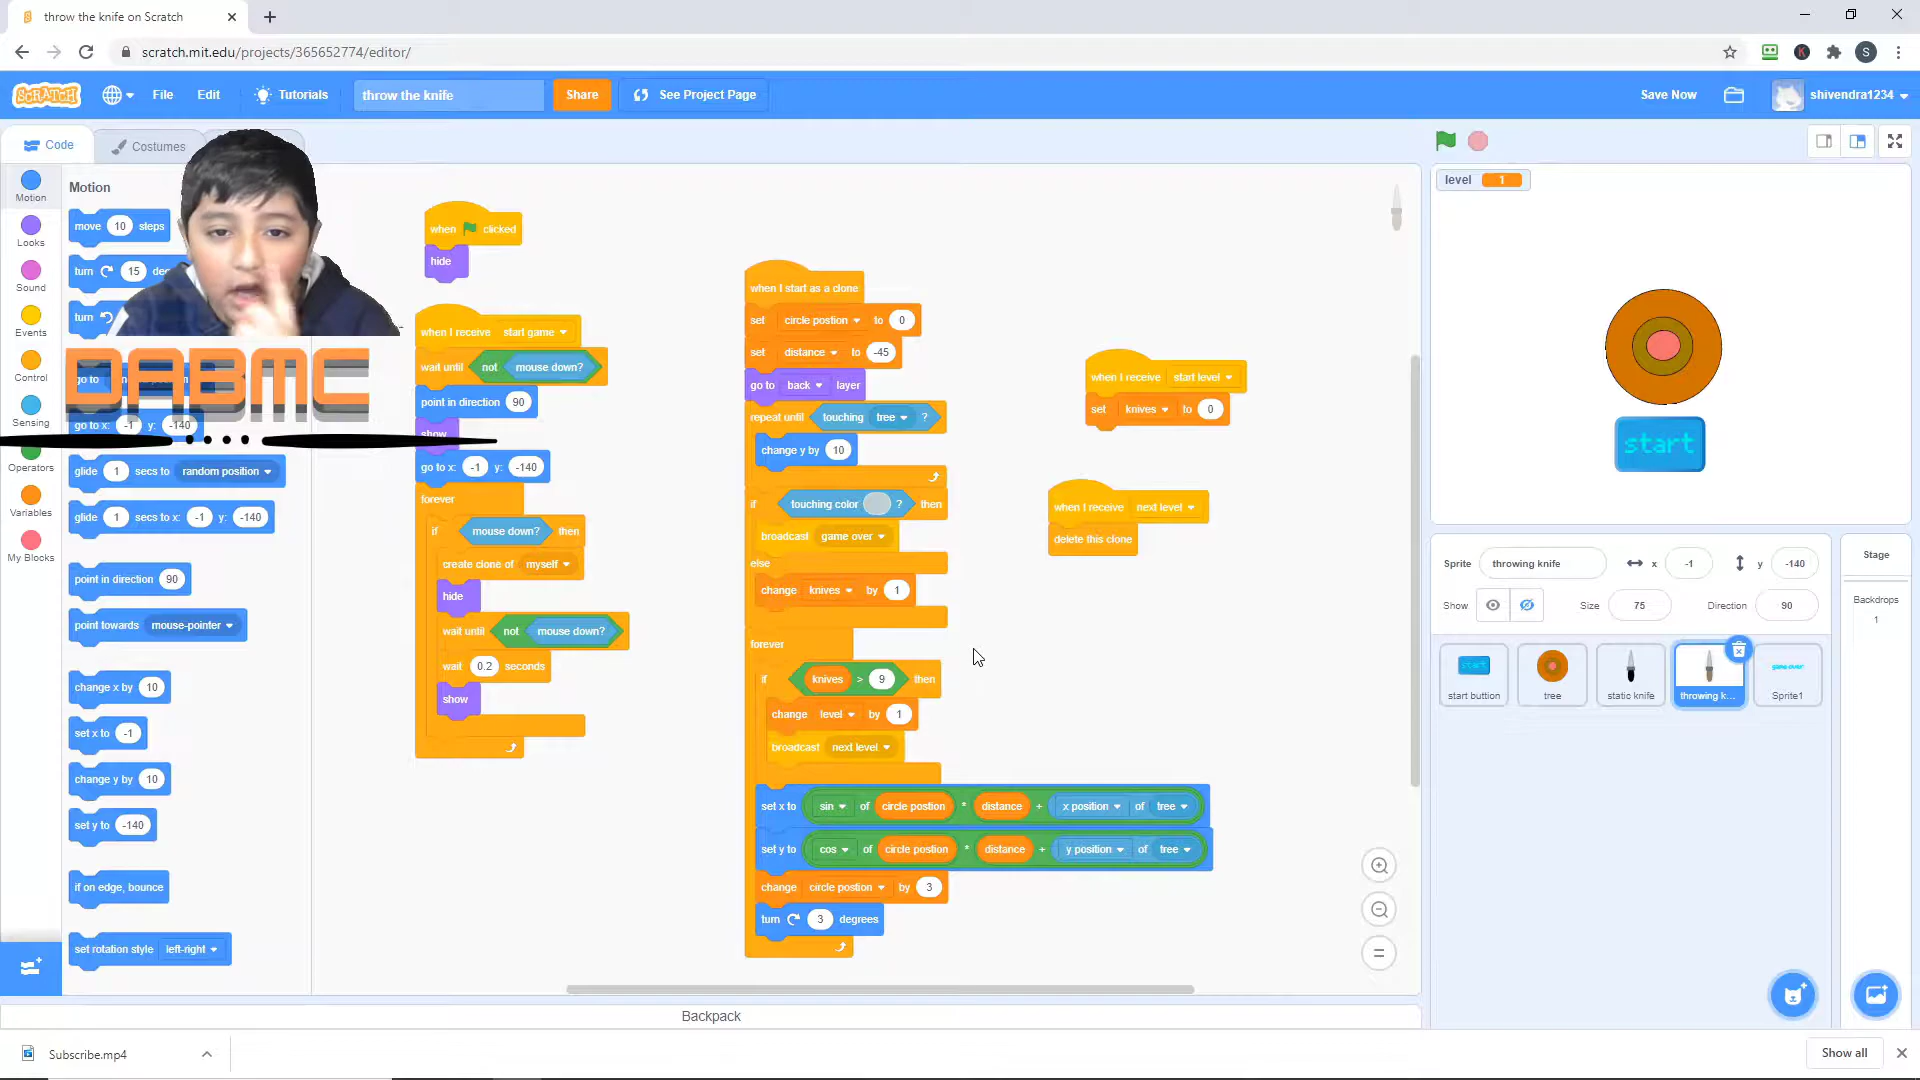 throw the knife on Scratch
scratch.mit.edu/projects/365652774/editor/
S
SCRATCH
File
Edit
Tutorials
throw the knife
Share
See Project Page
Save Now
shivendra1234
Code
Costumes
Motion
Looks
Sound
Events
Control
Sensing
Operators
Variables
My Blocks
Motion
move 10 steps
turn 15
turn
go to
go to x: -1 y: -140
glide 1 secs to random position
glide 1 secs to x: -1 y: -140
point in direction 90
point towards mouse-pointer
change x by 10
set x to -1
change y by 10
set y to -140
if on edge, bounce
set rotation style left-right
DABMC
when clicked
hide
when I receive start game
wait until not mouse down?
point in direction 90
show
go to x: -1 y: -140
forever
if mouse down? then
create clone of myself
hide
wait until not mouse down?
wait 0.2 seconds
show
when I start as a clone
set circle postion to 0
set distance to -45
go to back layer
repeat until touching tree ?
change y by 10
if touching color ? then
broadcast game over
else
change knives by 1
forever
if knives > 9 then
change level by 1
broadcast next level
set x to sin of circle postion * distance + x position of tree
set y to cos of circle postion * distance + y position of tree
change circle postion by 3
turn 3 degrees
when I receive start level
set knives to 0
when I receive next level
delete this clone
level 1
start
Sprite throwing knife x -1 y -140
Show Size 75 Direction 90
start buttion
tree
static knife
throwing k...
game over
Sprite1
Stage
Backdrops
1
Backpack
Subscribe.mp4
Show all